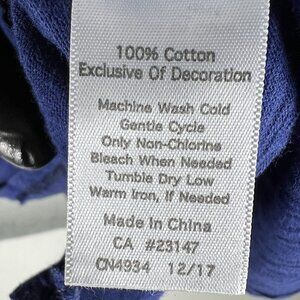 100% Cotton
Exclusive Of Decoration
Machine Wash Cold
Gentle Cycle
Only Non-Chlorine
Bleach When Needed
Tumble Dry Low
Warm Iron, If Needed
Made In China
CA #23147
CN4934 12/17